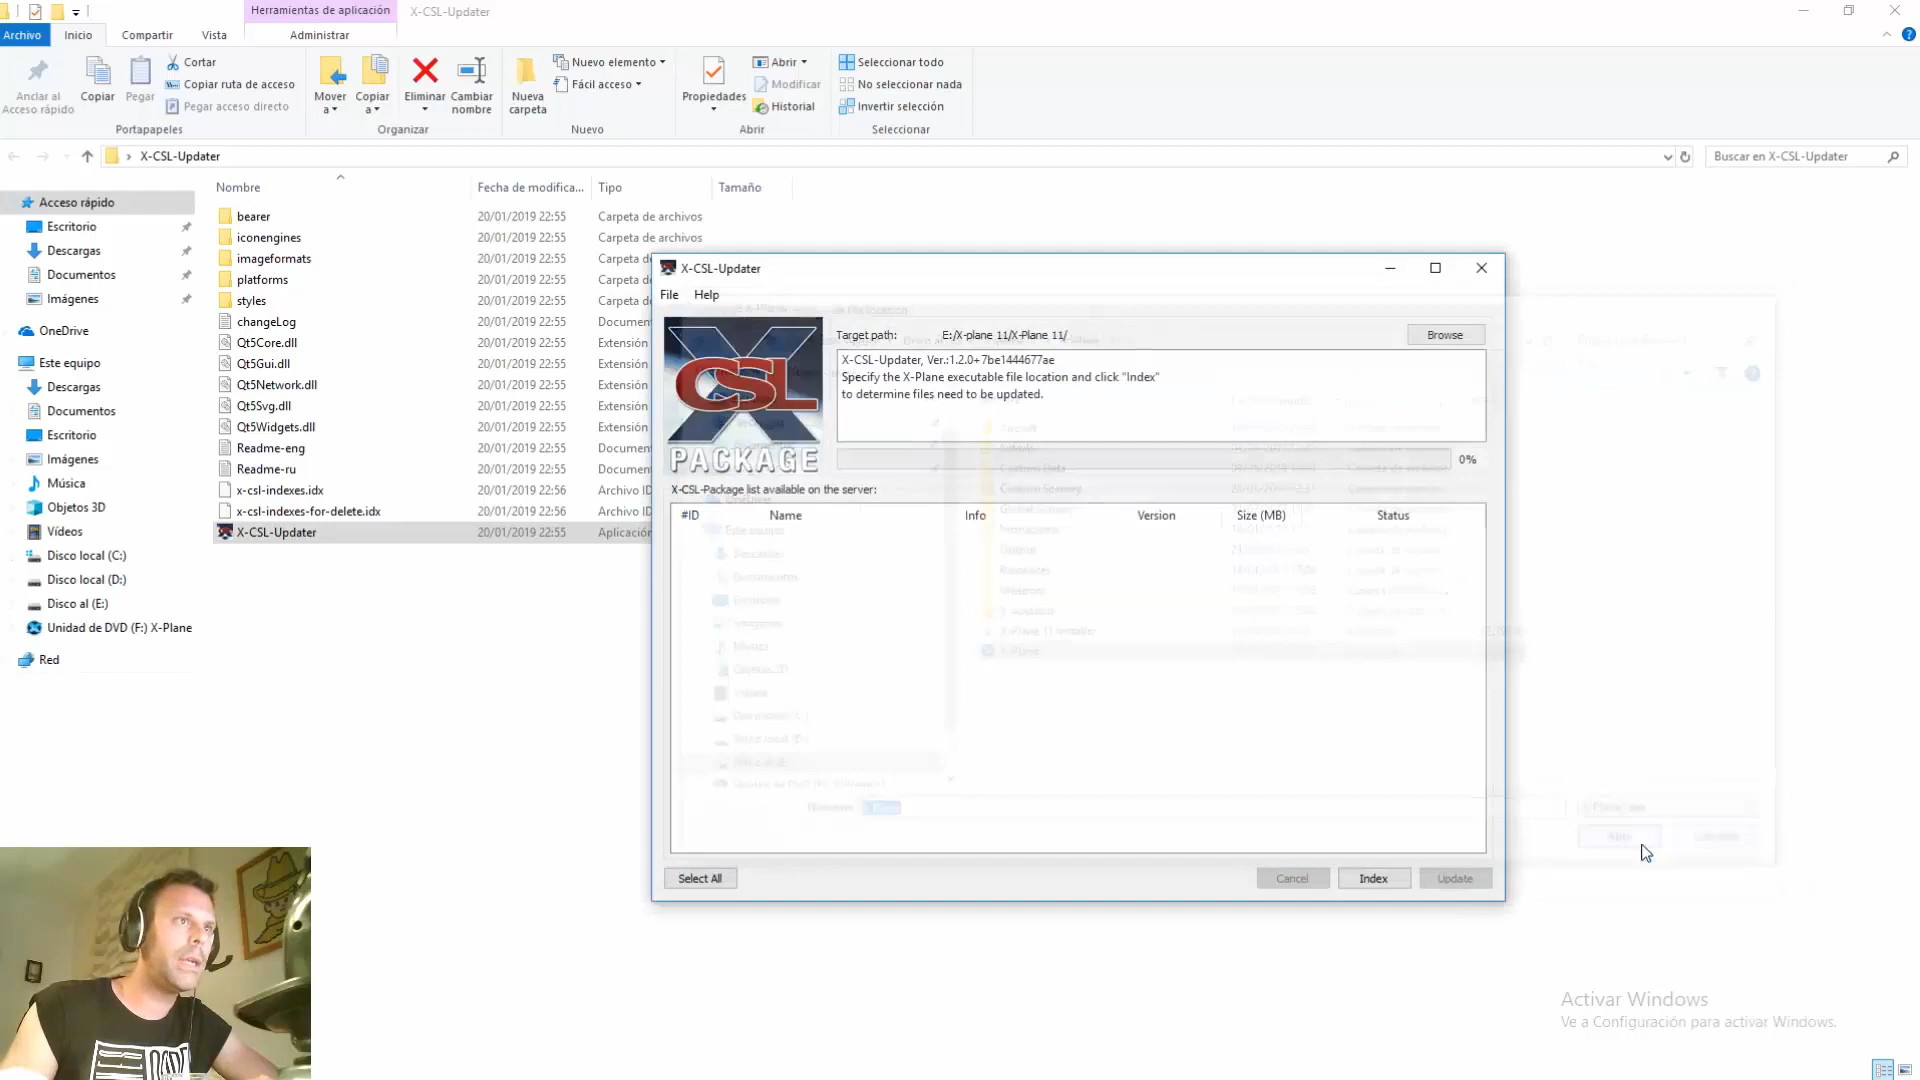 Herramientas de aplicación
X-CSL-Updater
Archivo
Inicio
Compartir
Vista
Administrar
Anclar al Acceso rápido
Copiar
Pegar
Cortar
Copiar ruta de acceso
Pegar acceso directo
Portapapeles
Mover a
Copiar a
Eliminar
Cambiar nombre
Organizar
Nueva carpeta
Nuevo elemento
Fácil acceso
Nuevo
Propiedades
Abrir
Modificar
Historial
Abrir
Seleccionar todo
No seleccionar nada
Invertir selección
Seleccionar
X-CSL-Updater
Buscar en X-CSL-Updater
Acceso rápido
Escritorio
Descargas
Documentos
Imágenes
OneDrive
Este equipo
Descargas
Documentos
Escritorio
Imágenes
Música
Objetos 3D
Vídeos
Disco local (C:)
Disco local (D:)
Disco al (E:)
Unidad de DVD (F:) X-Plane
Red
Nombre Fecha de modifica... Tipo Tamaño
bearer 20/01/2019 22:55 Carpeta de archivos
iconengines 20/01/2019 22:55 Carpeta de archivos
imageformats 20/01/2019 22:55 Carpeta de
platforms 20/01/2019 22:55 Carpeta de
styles 20/01/2019 22:55 Carpeta de
changeLog 20/01/2019 22:55 Documen
Qt5Core.dll 20/01/2019 22:55 Extensión
Qt5Gui.dll 20/01/2019 22:55 Extensión
Qt5Network.dll 20/01/2019 22:55 Extensión
Qt5Svg.dll 20/01/2019 22:55 Extensión
Qt5Widgets.dll 20/01/2019 22:55 Extensión
Readme-eng 20/01/2019 22:55 Documen
Readme-ru 20/01/2019 22:55 Documen
x-csl-indexes.idx 20/01/2019 22:56 Archivo ID
x-csl-indexes-for-delete.idx 20/01/2019 22:56 Archivo ID
X-CSL-Updater 20/01/2019 22:55 Aplicación
X-CSL-Updater
File Help
X CSL
PACKAGE
Target path: E:/X-plane 11/X-Plane 11/
Browse
X-CSL-Updater, Ver.:1.2.0+7be1444677ae
Specify the X-Plane executable file location and click "Index"
to determine files need to be updated.
0%
X-CSL-Package list available on the server:
#ID Name Info Version Size (MB) Status
Select All
Cancel
Index
Update
Activar Windows
Ve a Configuración para activar Windows.